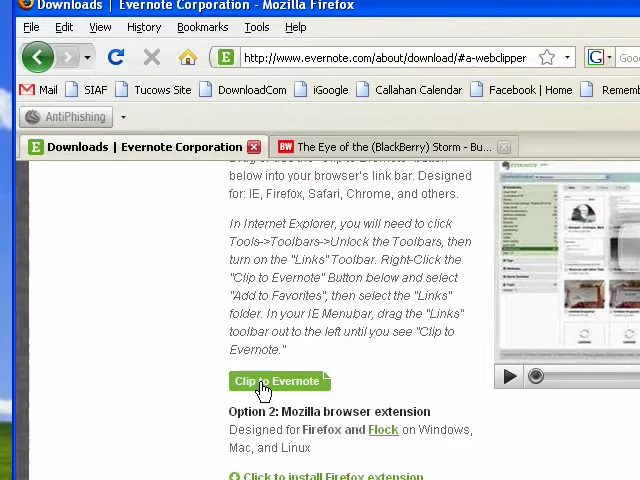 Downloads | Evernote Corporation - Mozilla Firefox
File Edit View History Bookmarks Tools Help
http://www.evernote.com/about/download/#a-webclipper
Mail SIAF Tucows Site DownloadCom iGoogle Callahan Calendar Facebook | Home Rememb
AntiPhishing
Downloads | Evernote Corporation
BW The Eye of the (BlackBerry) Storm - Bu...
below into your browser's link bar. Designed
for: IE, Firefox, Safari, Chrome, and others.
In Internet Explorer, you will need to click
Tools->Toolbars->Unlock the Toolbars, then
turn on the "Links" Toolbar. Right-Click the
"Clip to Evernote" Button below and select
"Add to Favorites", then select the "Links"
folder. In your IE Menubar, drag the "Links"
toolbar out to the left until you see "Clip to
Evernote."
Clip to Evernote
Option 2: Mozilla browser extension
Designed for Firefox and Flock on Windows,
Mac, and Linux
Click to install Firefox extension